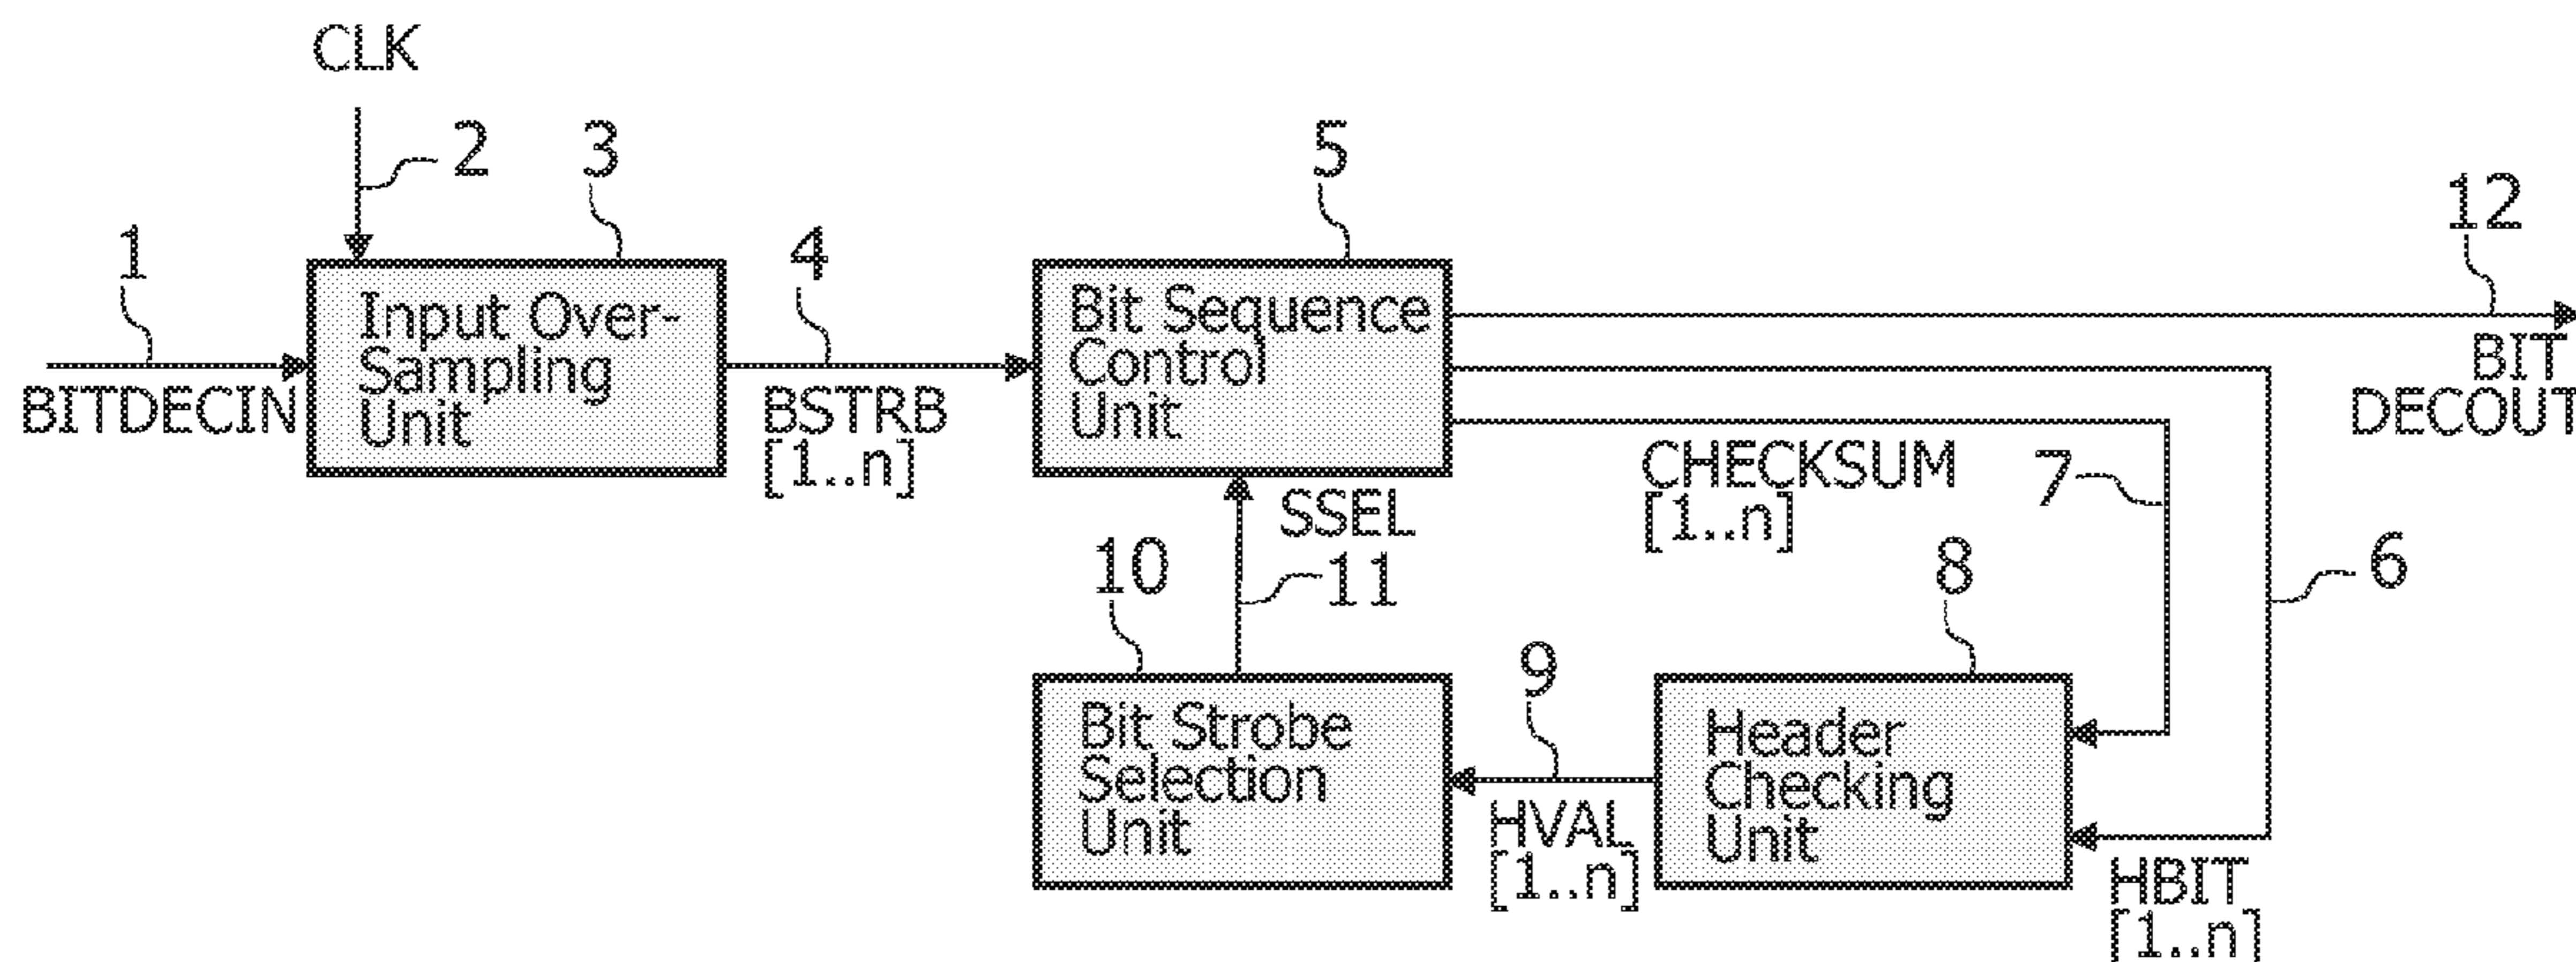 CLK
2
3
5
12
1
4
Input Over-
Sampling
Unit
Bit Sequence
Control
Unit
BITDECIN
BSTRB
[1..n]
BIT
DECOUT
CHECKSUM
[1..n]
7
SSEL
11
10
8
6
9
Bit Strobe
Selection
Unit
Header
Checking
Unit
HVAL
[1..n]
HBIT
[1..n]